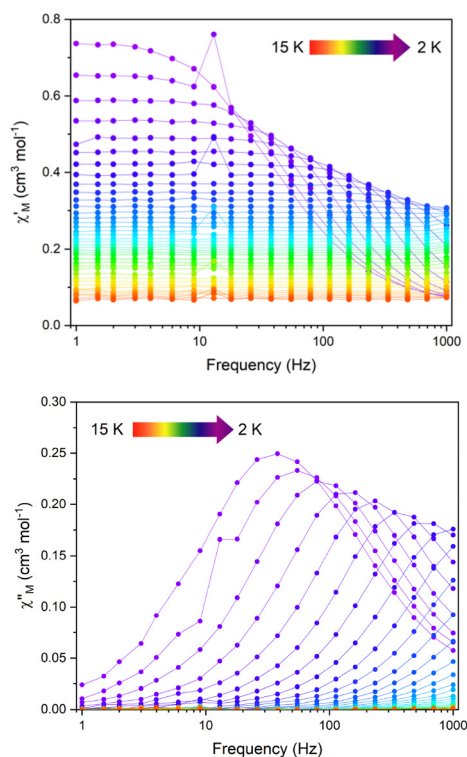 0.8
15 K 2 K
0.6
0.4
0.2
0.0
χ'M (cm³ mol⁻¹)
1 10 100 1000
Frequency (Hz)
0.30
15 K 2 K
0.25
0.20
0.15
0.10
0.05
0.00
χ"M (cm³ mol⁻¹)
1 10 100 1000
Frequency (Hz)